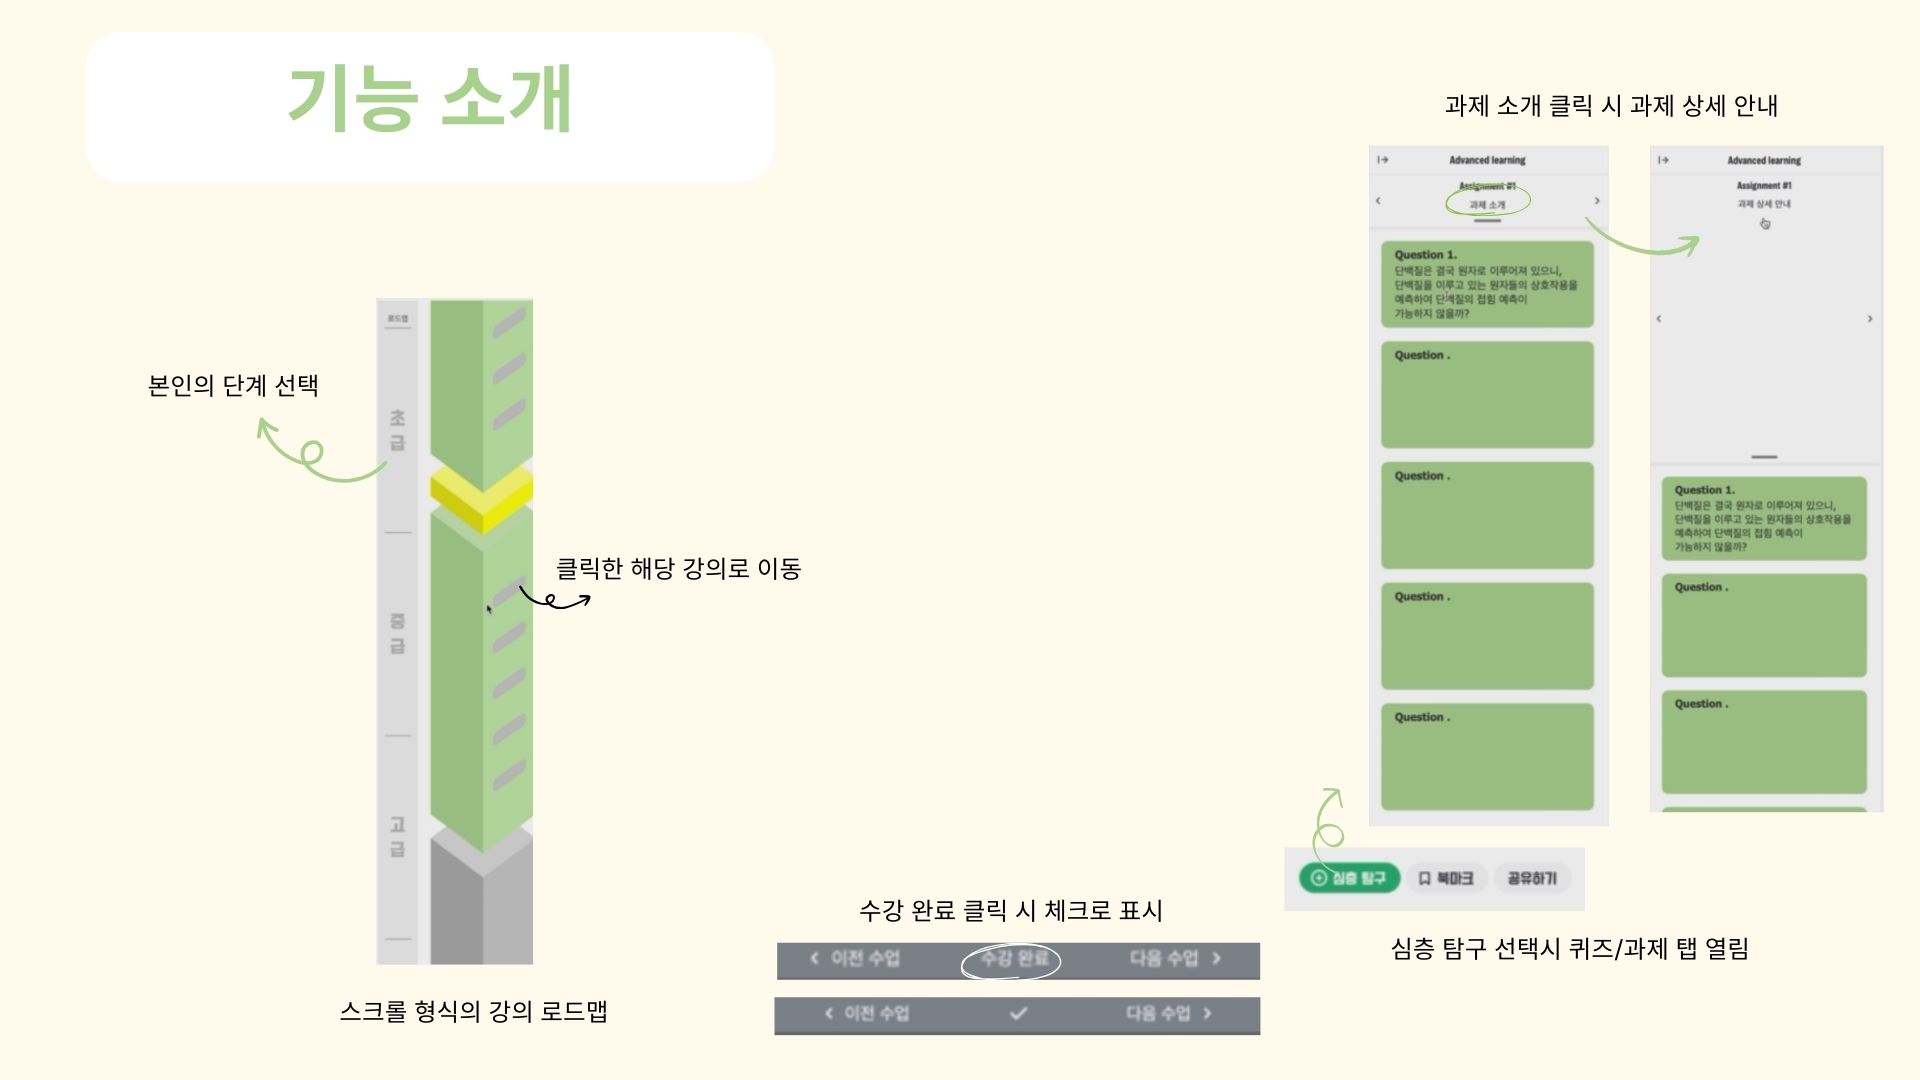 기능 소개
본인의 단계 선택
로드맵
초
급
중
급
고
급
클릭한 해당 강의로 이동
스크롤 형식의 강의 로드맵
수강 완료 클릭 시 체크로 표시
이전 수업
수강 완료
다음 수업
이전 수업
다음 수업
과제 소개 클릭 시 과제 상세 안내
Advanced learning
Assignment #1
과제 소개
Question 1.
단백질은 결국 원자로 이루어져 있으니,
단백질을 이루고 있는 원자들의 상호작용을
예측하여 단백질의 접힘 예측이
가능하지 않을까?
Question .
Question .
Question .
Question .
Advanced learning
Assignment #1
과제 상세 안내
Question 1.
단백질은 결국 원자로 이루어져 있으니,
단백질을 이루고 있는 원자들의 상호작용을
예측하여 단백질의 접힘 예측이
가능하지 않을까?
Question .
Question .
심층 탐구
북마크
공유하기
심층 탐구 선택시 퀴즈/과제 탭 열림